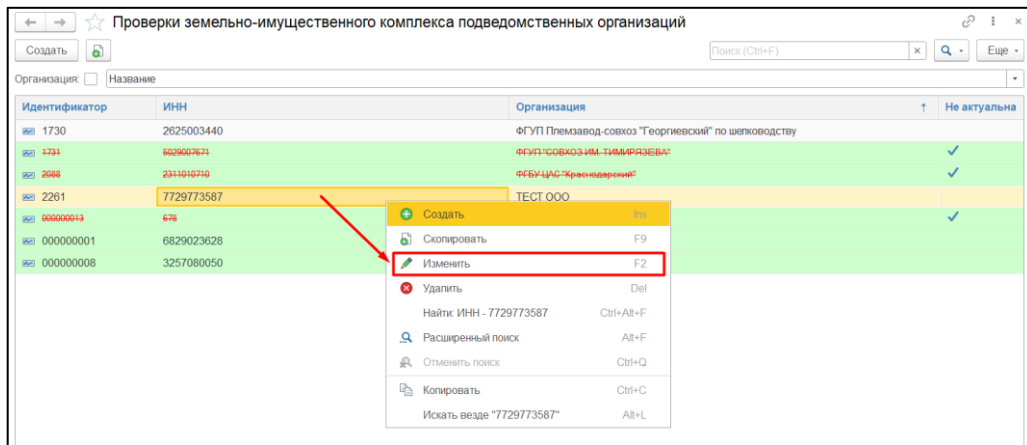 Проверки земельно-имущественного комплекса подведомственных организаций
Создать Поиск (Ctrl+F) Еще
Организация: Название
Идентификатор ИНН Организация Не актуальна
1730 2625003440 ФГУП Племзавод-совхоз "Георгиевский" по шелководству
1731 5029007671 ФГУП "СОВХОЗ ИМ. ТИМИРЯЗЕВА"
2088 2311010710 ФГБУ ЦАС "Краснодарский"
2261 7729773587 ТЕСТ ООО
000000013 678
000000001 6829023628
000000008 3257080050
Создать Ins
Скопировать F9
Изменить F2
Удалить Del
Найти: ИНН - 7729773587 Ctrl+Alt+F
Расширенный поиск Alt+F
Отменить поиск Ctrl+Q
Копировать Ctrl+C
Искать везде "7729773587" Alt+L